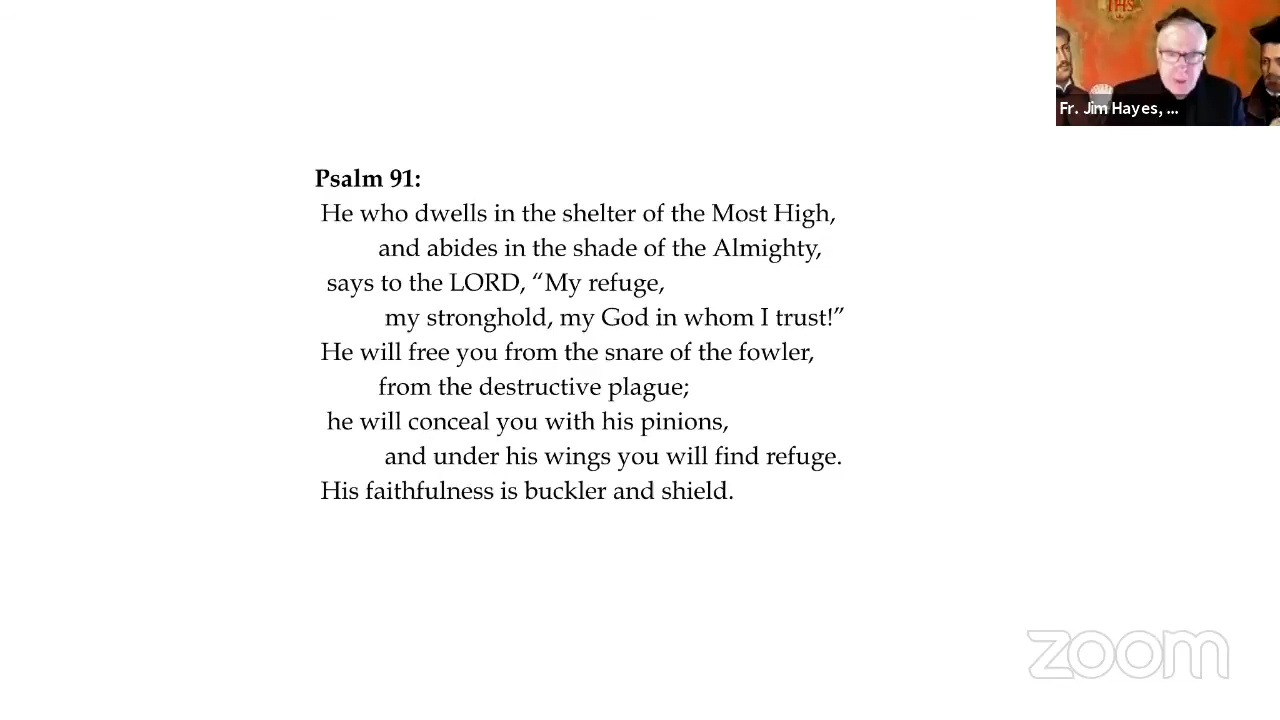 IHS
Fr. Jim Hayes, ...
Psalm 91:
He who dwells in the shelter of the Most High,
and abides in the shade of the Almighty,
says to the LORD, “My refuge,
my stronghold, my God in whom I trust!”
He will free you from the snare of the fowler,
from the destructive plague;
he will conceal you with his pinions,
and under his wings you will find refuge.
His faithfulness is buckler and shield.
zoom